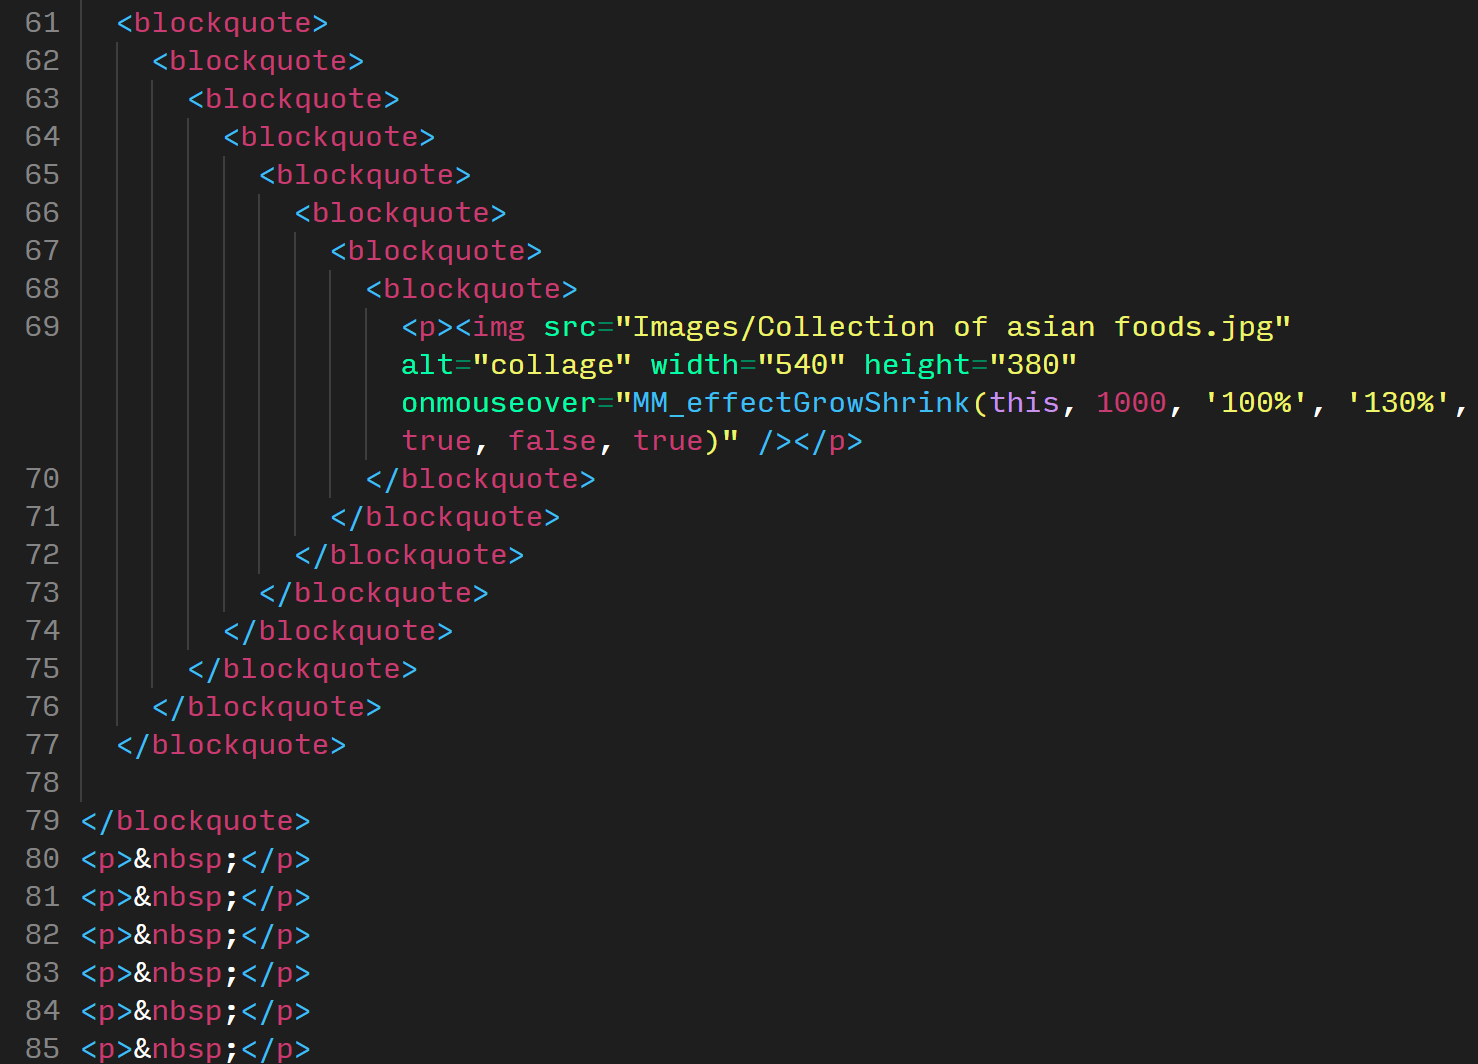 61 <blockquote>
62 <blockquote>
63 <blockquote>
64 <blockquote>
65 <blockquote>
66 <blockquote>
67 <blockquote>
68 <blockquote>
69 <p><img src="Images/Collection of asian foods.jpg"
alt="collage" width="540" height="380"
onmouseover="MM_effectGrowShrink(this, 1000, '100%', '130%',
true, false, true)" /></p>
70 </blockquote>
71 </blockquote>
72 </blockquote>
73 </blockquote>
74 </blockquote>
75 </blockquote>
76 </blockquote>
77 </blockquote>
78
79 </blockquote>
80 <p>&nbsp;</p>
81 <p>&nbsp;</p>
82 <p>&nbsp;</p>
83 <p>&nbsp;</p>
84 <p>&nbsp;</p>
85 <p>&nbsp;</p>